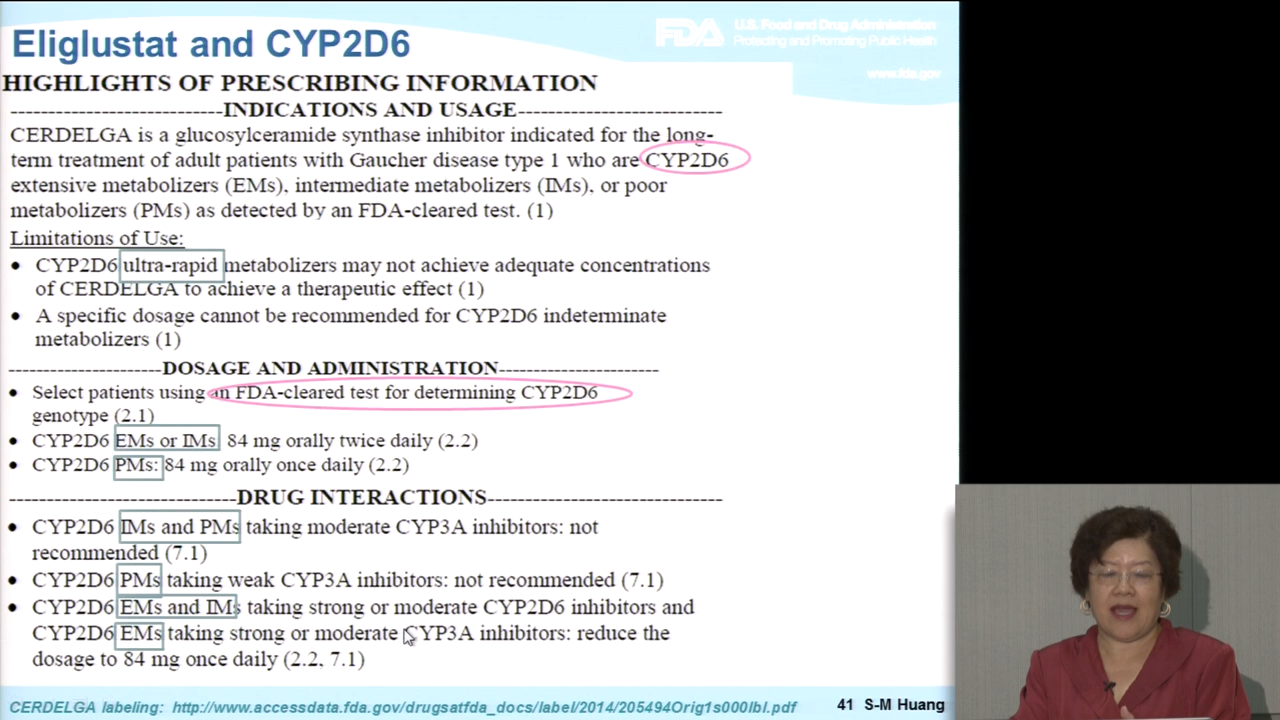 Eliglustat and CYP2D6
FDA U.S. Food and Drug Administration
Protecting and Promoting Public Health
www.fda.gov
HIGHLIGHTS OF PRESCRIBING INFORMATION
----------------------------INDICATIONS AND USAGE---------------------------
CERDELGA is a glucosylceramide synthase inhibitor indicated for the long-
term treatment of adult patients with Gaucher disease type 1 who are CYP2D6
extensive metabolizers (EMs), intermediate metabolizers (IMs), or poor
metabolizers (PMs) as detected by an FDA-cleared test. (1)
Limitations of Use:
• CYP2D6 ultra-rapid metabolizers may not achieve adequate concentrations
of CERDELGA to achieve a therapeutic effect (1)
• A specific dosage cannot be recommended for CYP2D6 indeterminate
metabolizers (1)
--------------------DOSAGE AND ADMINISTRATION---------------------
• Select patients using an FDA-cleared test for determining CYP2D6
genotype (2.1)
• CYP2D6 EMs or IMs 84 mg orally twice daily (2.2)
• CYP2D6 PMs: 84 mg orally once daily (2.2)
------------------------------DRUG INTERACTIONS-------------------------------
• CYP2D6 IMs and PMs taking moderate CYP3A inhibitors: not
recommended (7.1)
• CYP2D6 PMs taking weak CYP3A inhibitors: not recommended (7.1)
• CYP2D6 EMs and IMs taking strong or moderate CYP2D6 inhibitors and
CYP2D6 EMs taking strong or moderate CYP3A inhibitors: reduce the
dosage to 84 mg once daily (2.2, 7.1)
CERDELGA labeling: http://www.accessdata.fda.gov/drugsatfda_docs/label/2014/205494Orig1s000lbl.pdf
41 S-M Huang